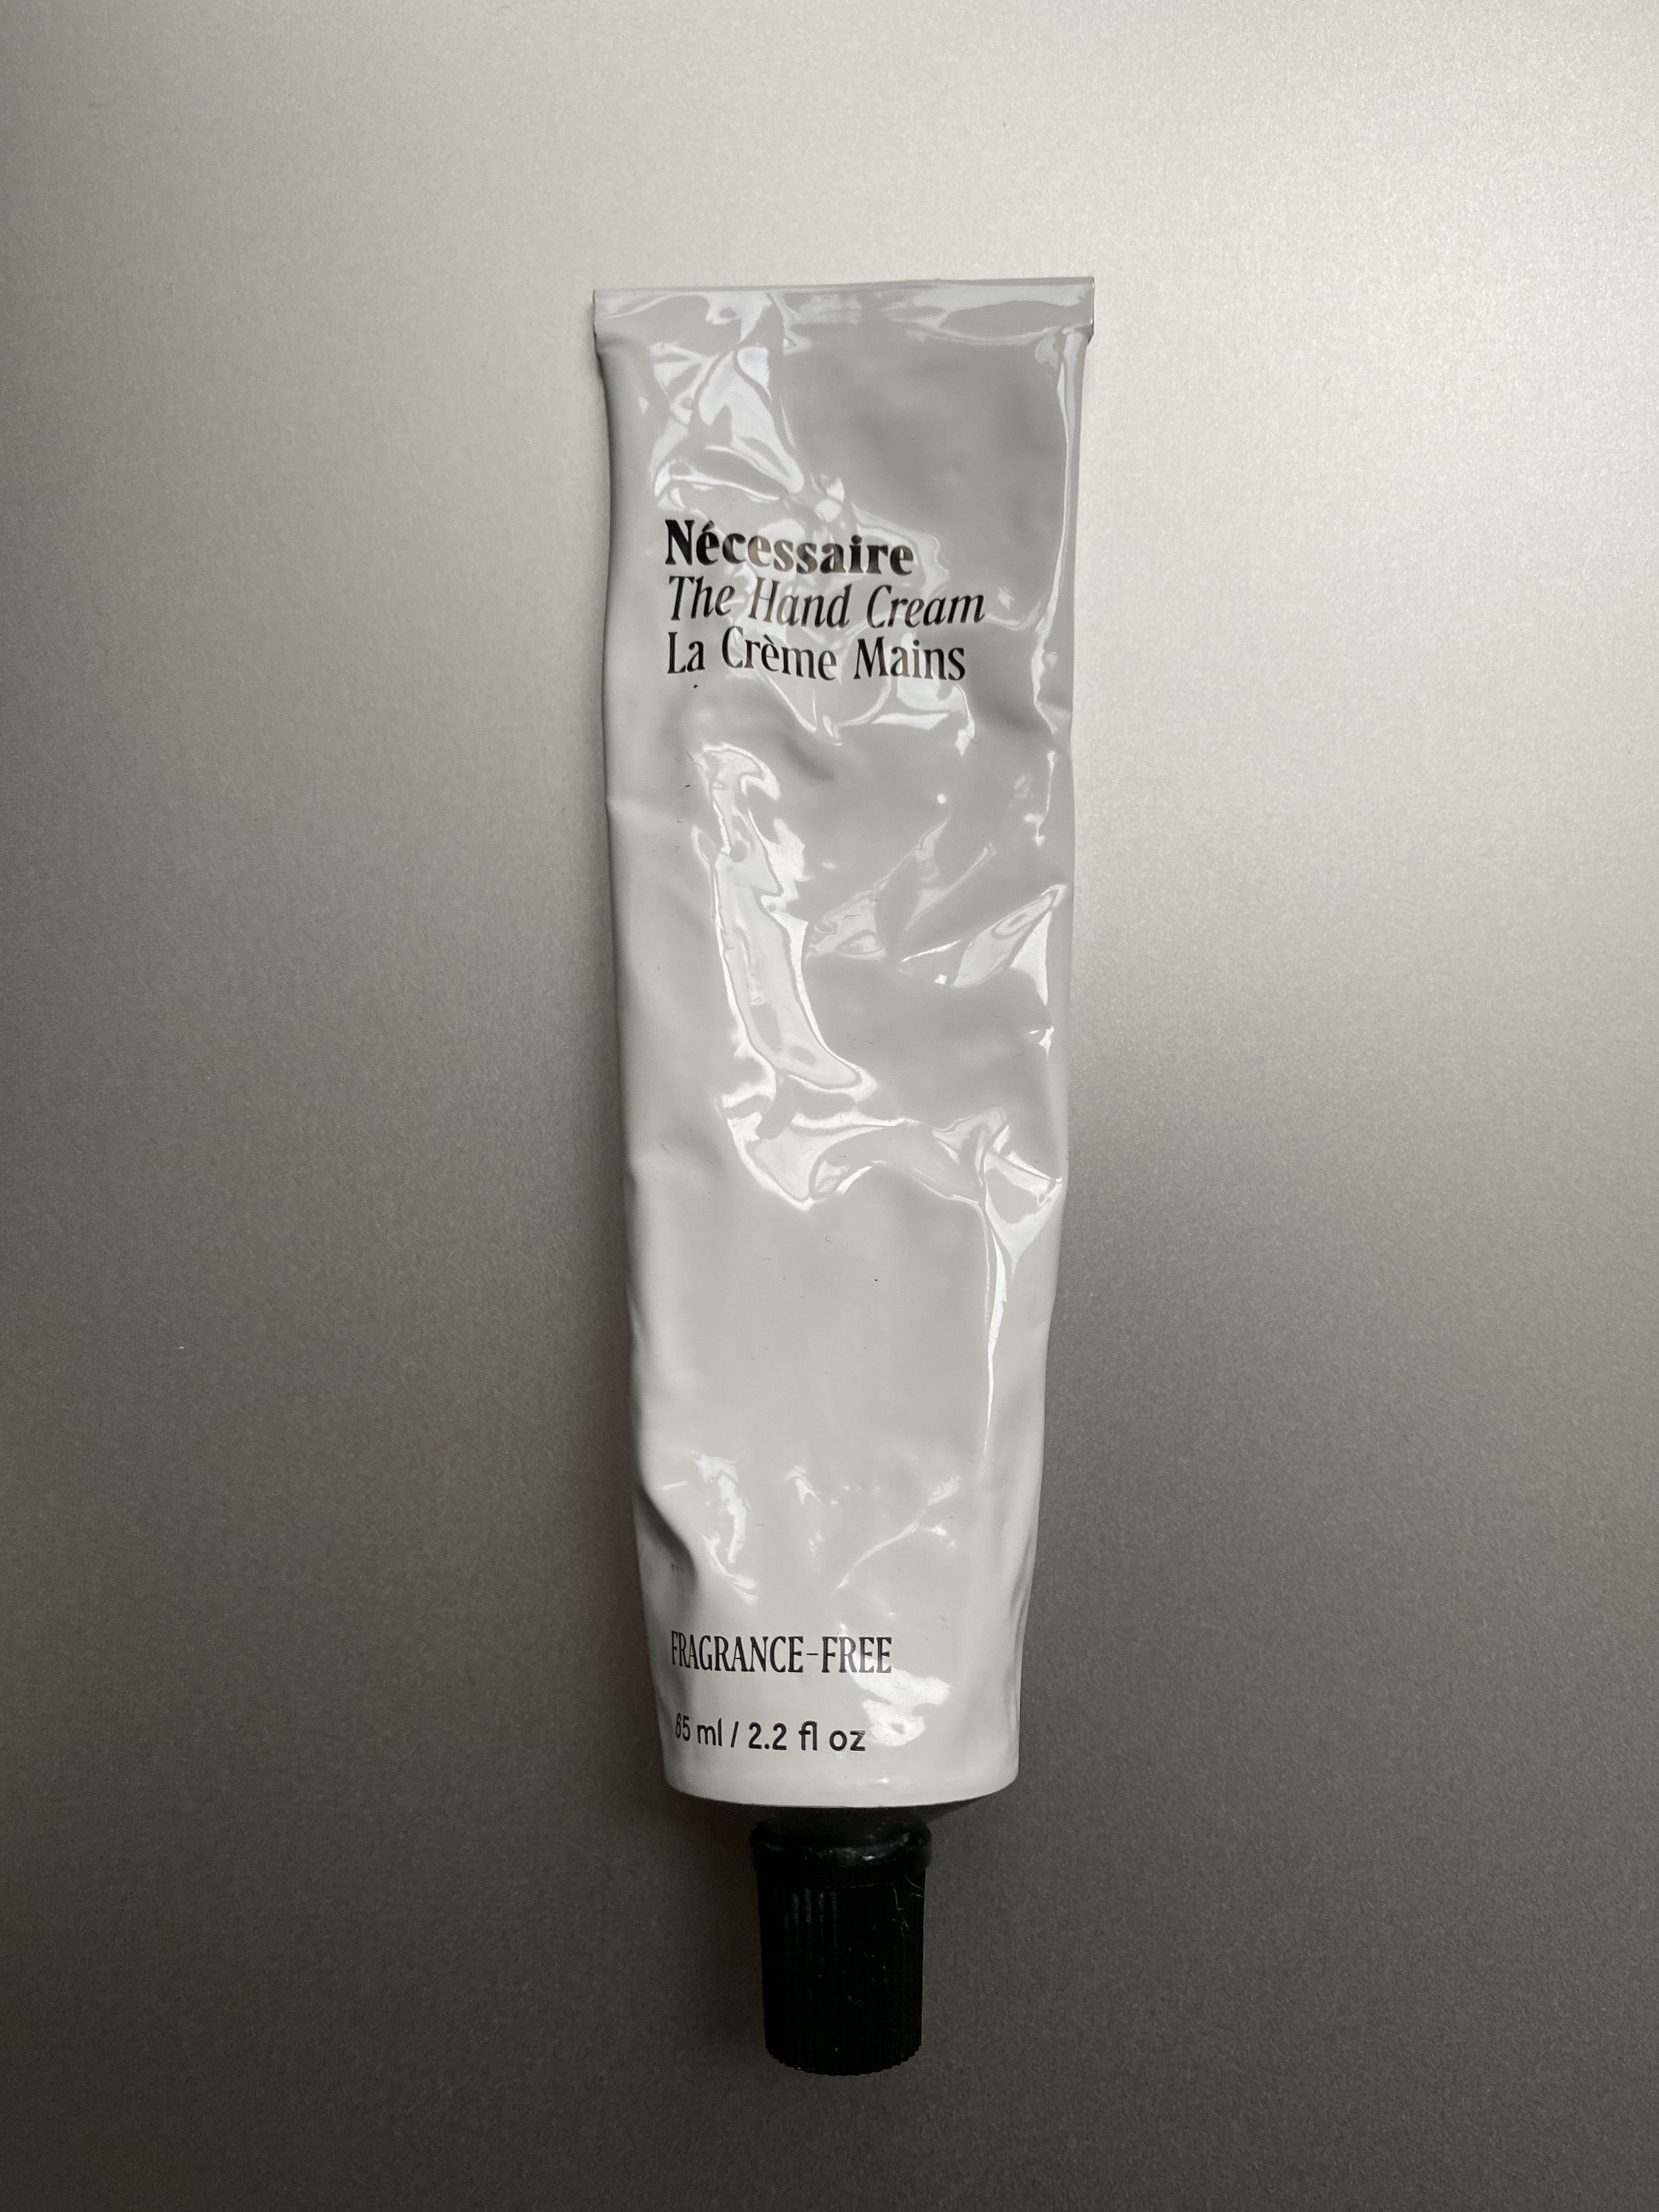 Nécessaire
The Hand Cream
La Crème Mains
FRAGRANCE-FREE
65 ml / 2.2 fl oz